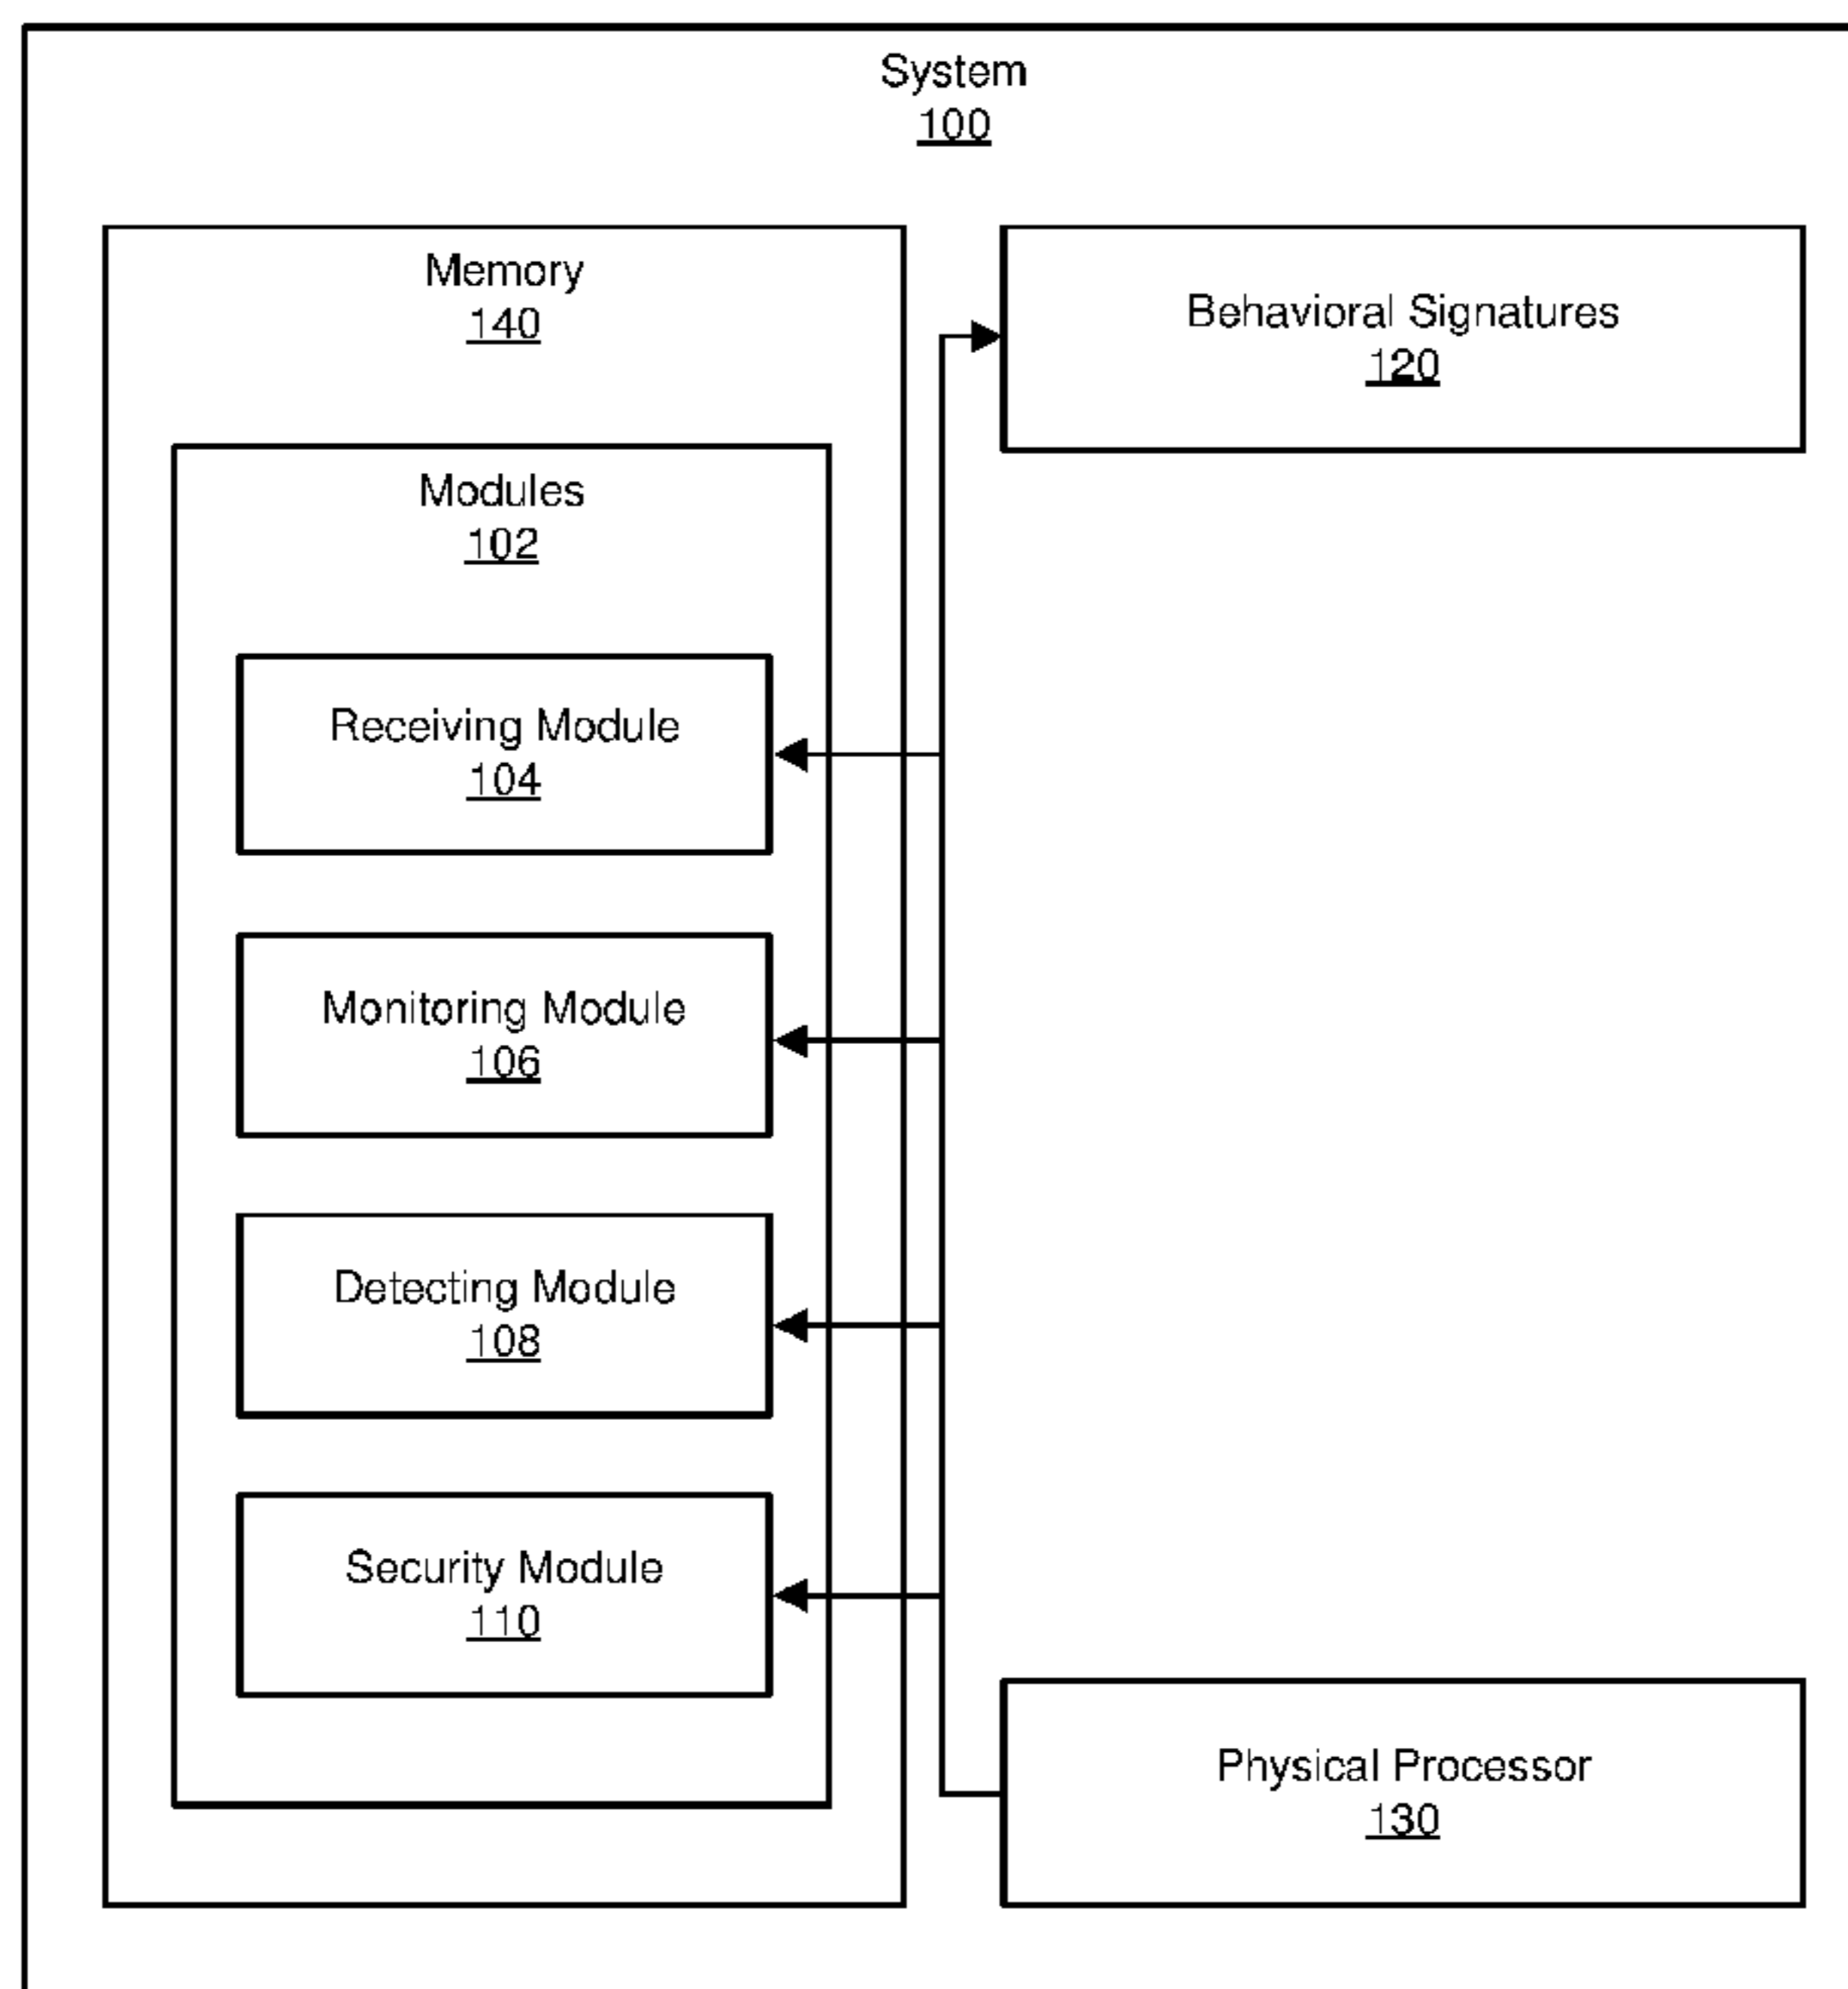 System
100
Memory
140
Modules
102
Receiving Module
104
Monitoring Module
106
Detecting Module
108
Security Module
110
Behavioral Signatures
120
Physical Processor
130